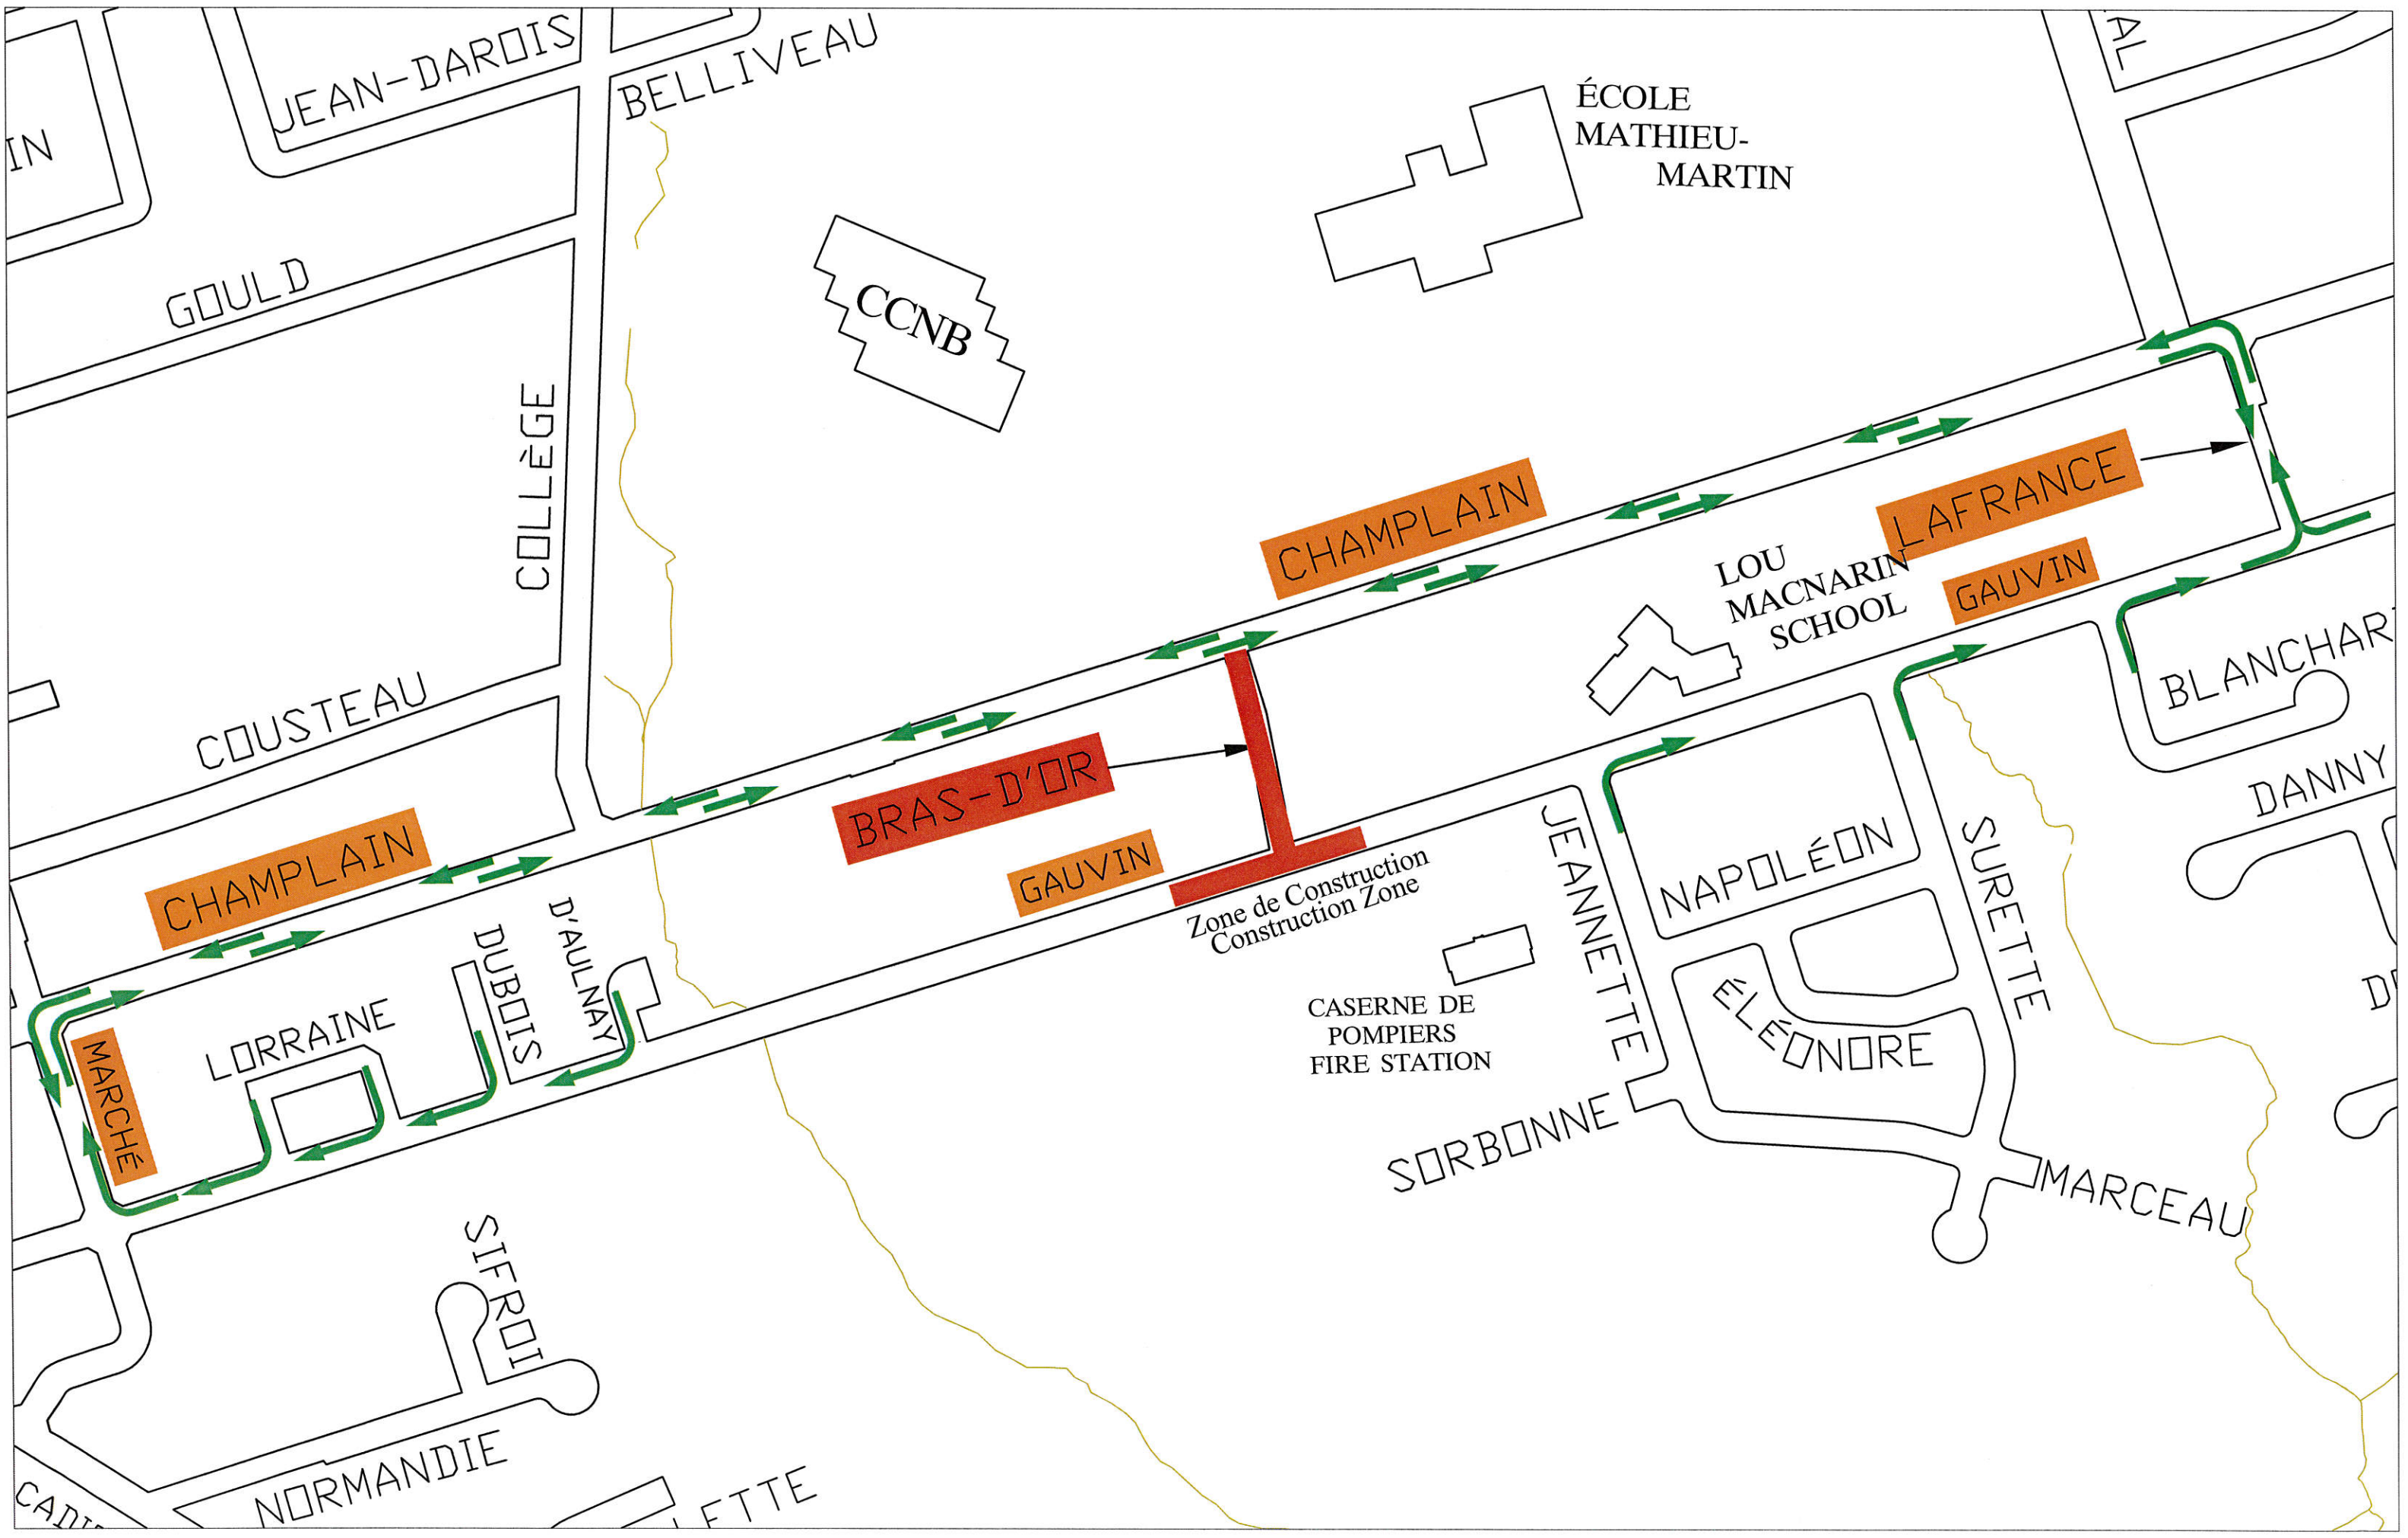 JEAN-DAROIS
BELLIVEAU
AL
IN
ÉCOLE
MATHIEU-
MARTIN
GOULD
CCNB
COLLÈGE
CHAMPLAIN
LAFRANCE
LOU
MACNARIN
SCHOOL
GAUVIN
COUSTEAU
BLANCHAR
BRAS-D'OR
DANNY
CHAMPLAIN
GAUVIN
Zone de Construction
Construction Zone
JEANNETTE
NAPOLÉON
SURETTE
D'AULNAY
DUBOIS
LORRAINE
MARCHÉ
CASERNE DE
POMPIERS
FIRE STATION
ÉLÉONORE
SORBONNE
MARCEAU
SIFROI
NORMANDIE
LETTE